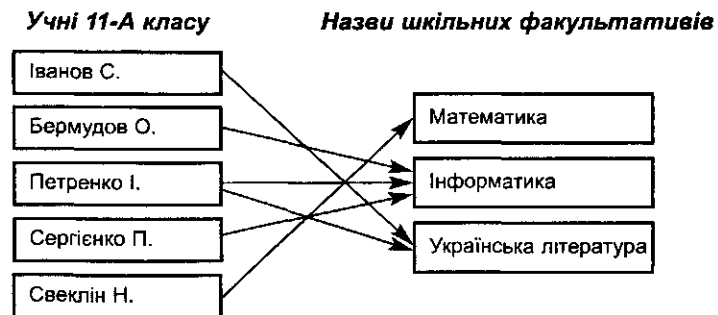 Учні 11-А класу
Назви шкільних факультативів
Іванов С.
Бермудов О.
Петренко І.
Сергієнко П.
Свеклін Н.
Математика
Інформатика
Українська література